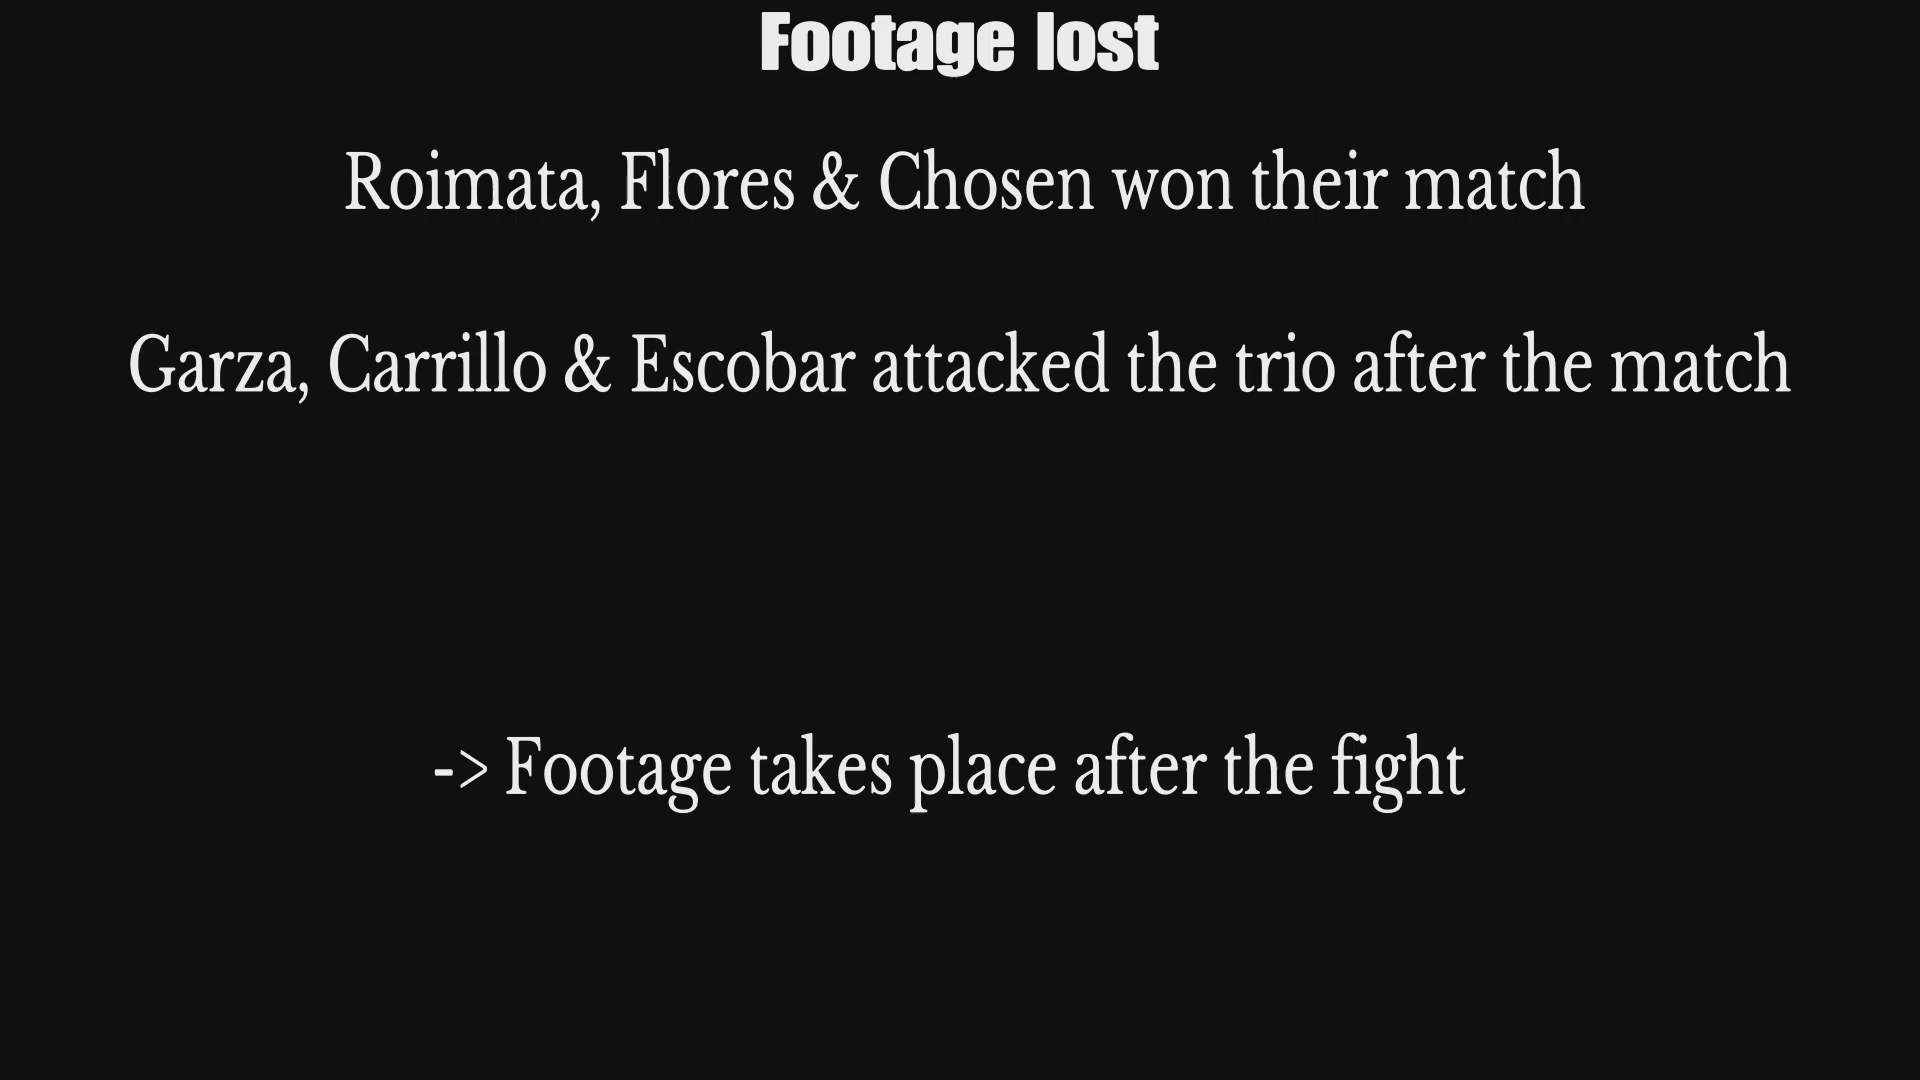 Footage lost
Roimata, Flores & Chosen won their match
Garza, Carrillo & Escobar attacked the trio after the match
-> Footage takes place after the fight